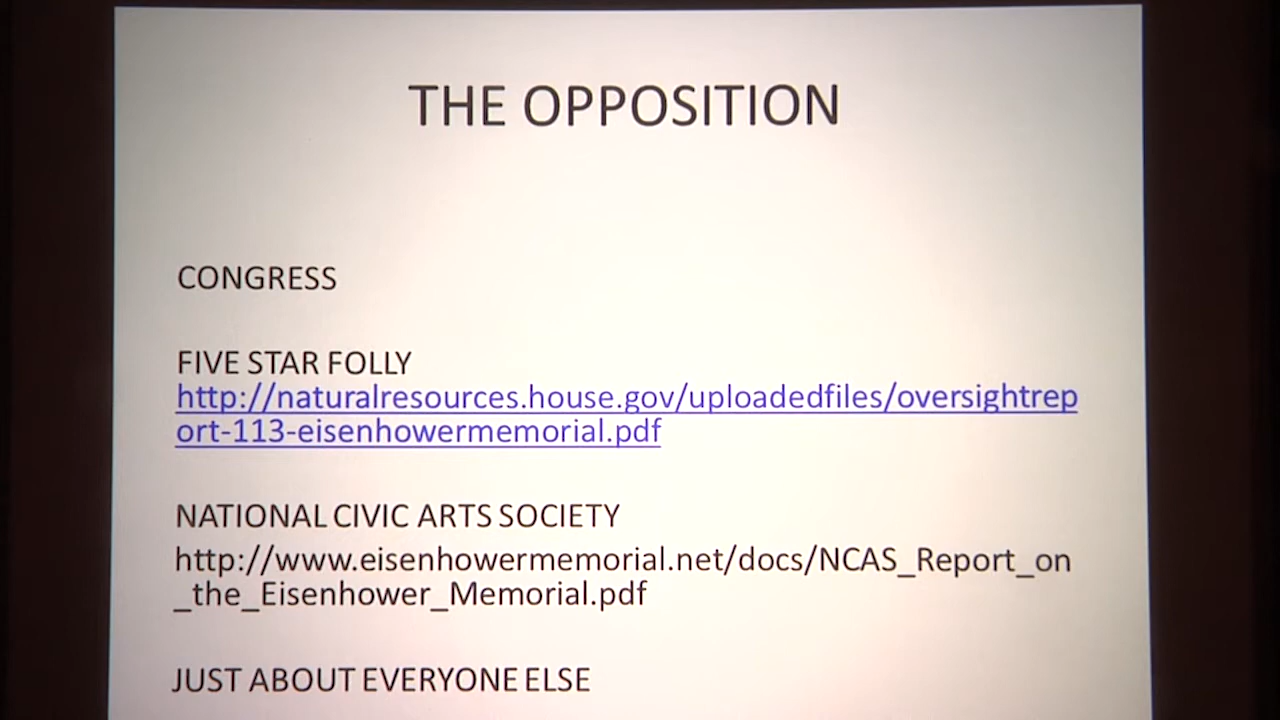 THE OPPOSITION
CONGRESS
FIVE STAR FOLLY
http://naturalresources.house.gov/uploadedfiles/oversightrep
ort-113-eisenhowermemorial.pdf
NATIONAL CIVIC ARTS SOCIETY
http://www.eisenhowermemorial.net/docs/NCAS_Report_on
_the_Eisenhower_Memorial.pdf
JUST ABOUT EVERYONE ELSE